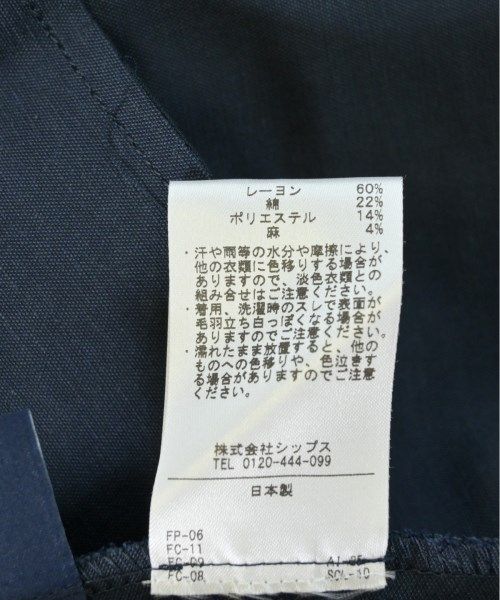 レーヨン 60%
綿 22%
ポリエステル 14%
麻 4%
・汗や雨等の水分や摩擦により、
他の衣類に色移りする場合が
ありますので、淡色衣類との
組み合せはご注意ください。
・着用、洗濯時のスレで表面が
毛羽立ち白っぽくなる場合が
ありますのでご注意ください。
・濡れたまま放置すると、他の
ものへの色移りや、色泣きす
る場合がありますのでご注意
ください。
株式会社シップス
TEL 0120-444-099
日本製
FP-06
FC-11
FC-09
FC-08 SCL-10